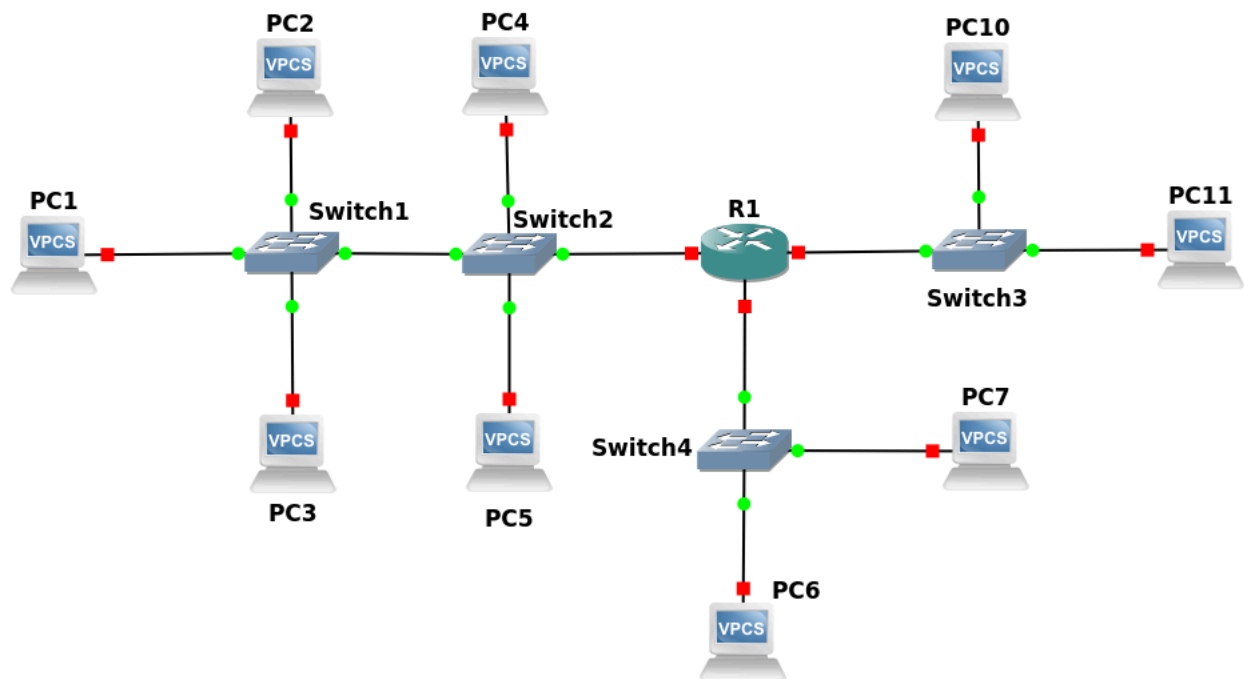 PC2
VPCS
PC4
VPCS
PC10
VPCS
PC1
VPCS
Switch1
Switch2
R1
PC11
VPCS
Switch3
VPCS
PC3
VPCS
PC5
Switch4
PC7
VPCS
PC6
VPCS